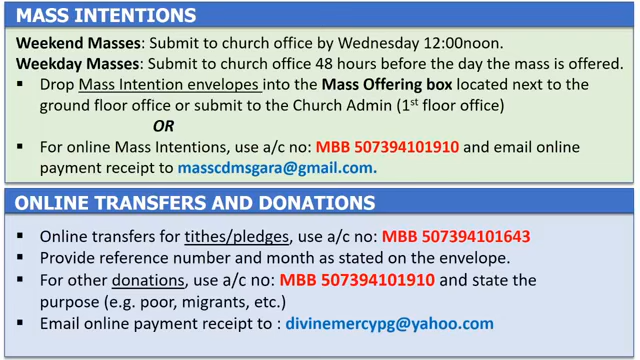 MASS INTENTIONS
Weekend Masses: Submit to church office by Wednesday 12:00noon.
Weekday Masses: Submit to church office 48 hours before the day the mass is offered.
▪ Drop Mass Intention envelopes into the Mass Offering box located next to the
ground floor office or submit to the Church Admin (1st floor office)
OR
▪ For online Mass Intentions, use a/c no: MBB 507394101910 and email online
payment receipt to masscdmsgara@gmail.com.
ONLINE TRANSFERS AND DONATIONS
▪ Online transfers for tithes/pledges, use a/c no: MBB 507394101643
▪ Provide reference number and month as stated on the envelope.
▪ For other donations, use a/c no: MBB 507394101910 and state the
purpose (e.g. poor, migrants, etc.)
▪ Email online payment receipt to : divinemercypg@yahoo.com